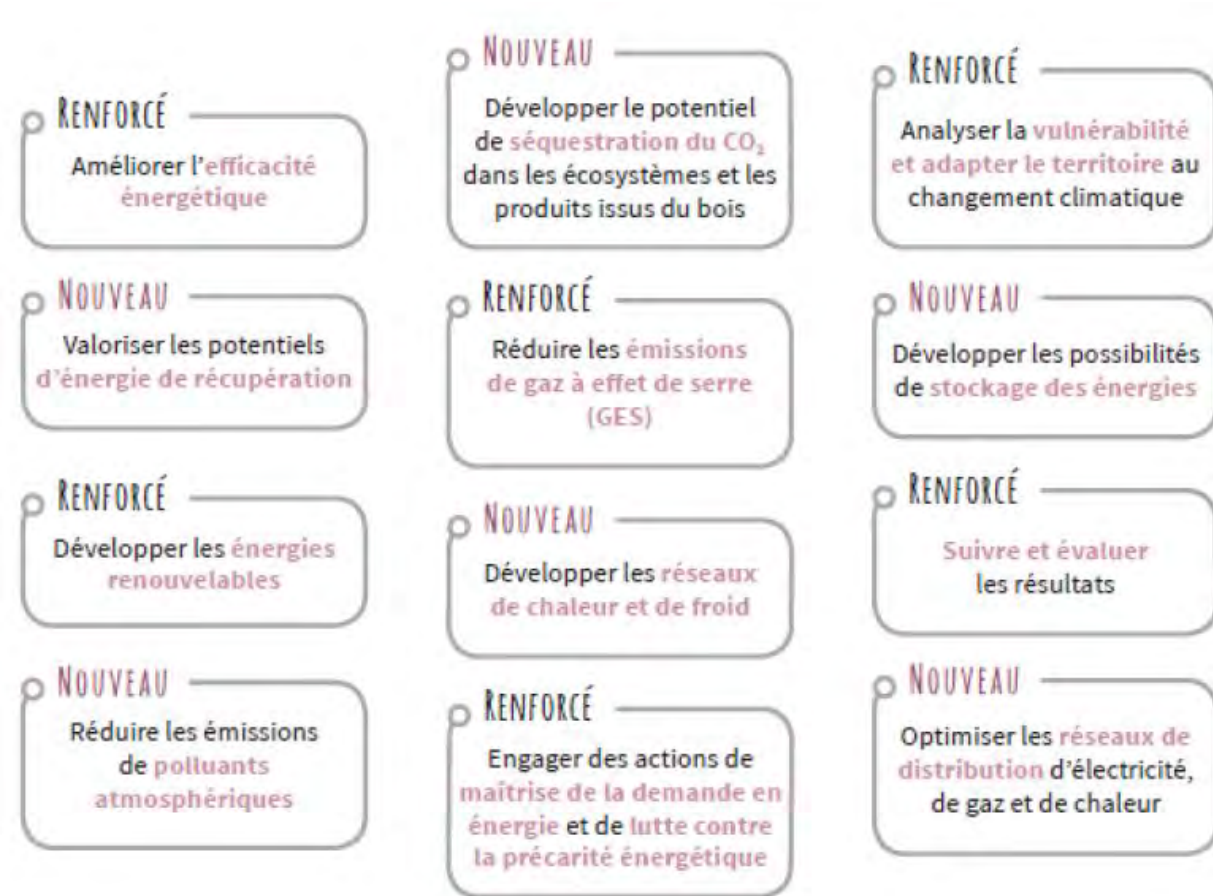 RENFORCÉ
Améliorer l'efficacité
énergétique
NOUVEAU
Valoriser les potentiels
d'énergie de récupération
RENFORCÉ
Développer les énergies
renouvelables
NOUVEAU
Réduire les émissions
de polluants
atmosphériques
NOUVEAU
Développer le potentiel
de séquestration du CO₂
dans les écosystèmes et les
produits issus du bois
RENFORCÉ
Réduire les émissions
de gaz à effet de serre
(GES)
NOUVEAU
Développer les réseaux
de chaleur et de froid
RENFORCÉ
Engager des actions de
maîtrise de la demande en
énergie et de lutte contre
la précarité énergétique
RENFORCÉ
Analyser la vulnérabilité
et adapter le territoire au
changement climatique
NOUVEAU
Développer les possibilités
de stockage des énergies
RENFORCÉ
Suivre et évaluer
les résultats
NOUVEAU
Optimiser les réseaux de
distribution d'électricité,
de gaz et de chaleur